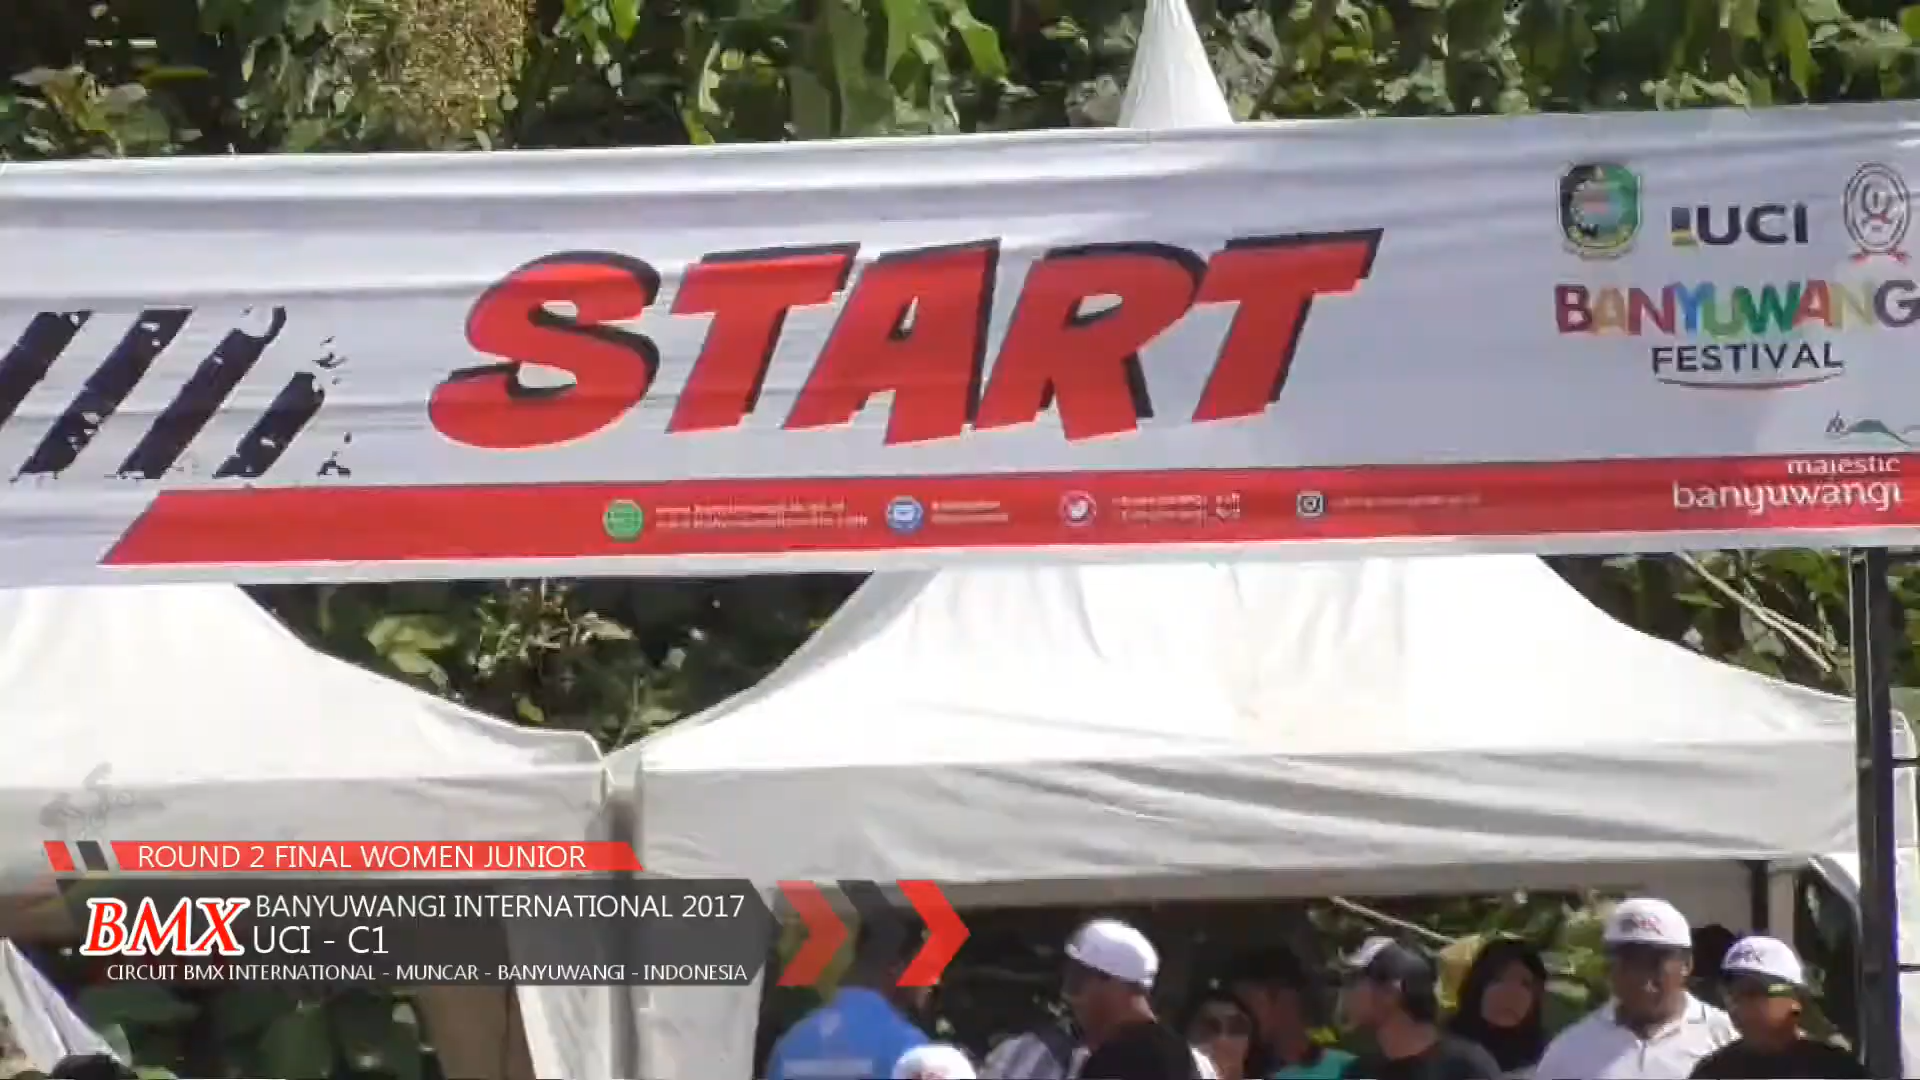 START
UCI
BANYUWANG
FESTIVAL
majestic
banyuwangi
ROUND 2 FINAL WOMEN JUNIOR
BMX
BANYUWANGI INTERNATIONAL 2017
UCI - C1
CIRCUIT BMX INTERNATIONAL - MUNCAR - BANYUWANGI - INDONESIA